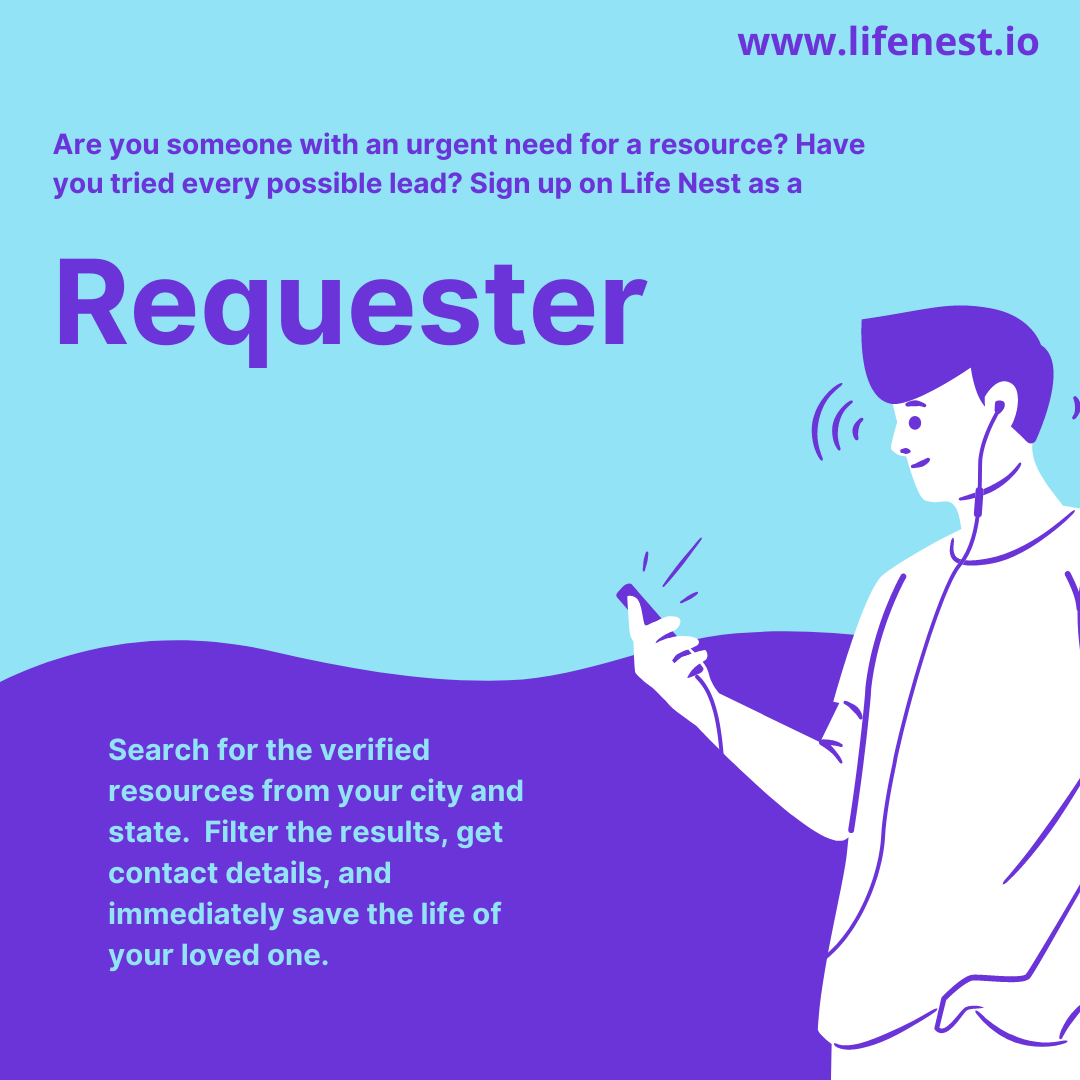 www.lifenest.io
Are you someone with an urgent need for a resource? Have
you tried every possible lead? Sign up on Life Nest as a
Requester
Search for the verified
resources from your city and
state.  Filter the results, get
contact details, and
immediately save the life of
your loved one.